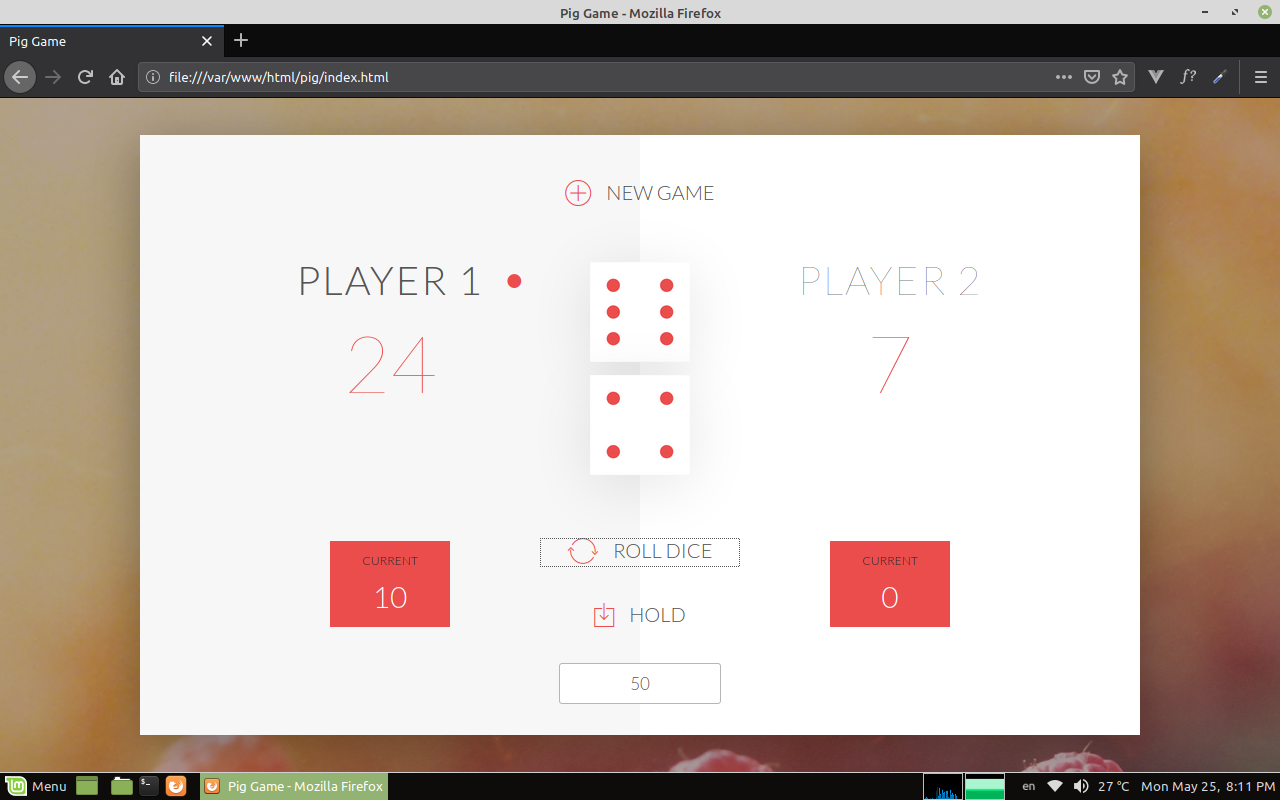 Pig Game - Mozilla Firefox
Pig Game
file:///var/www/html/pig/index.html
f?
NEW GAME
PLAYER 1
PLAYER 2
24
7
ROLL DICE
CURRENT
10
CURRENT
0
HOLD
50
Menu
Pig Game - Mozilla Firefox
en
27 °C
Mon May 25, 8:11 PM